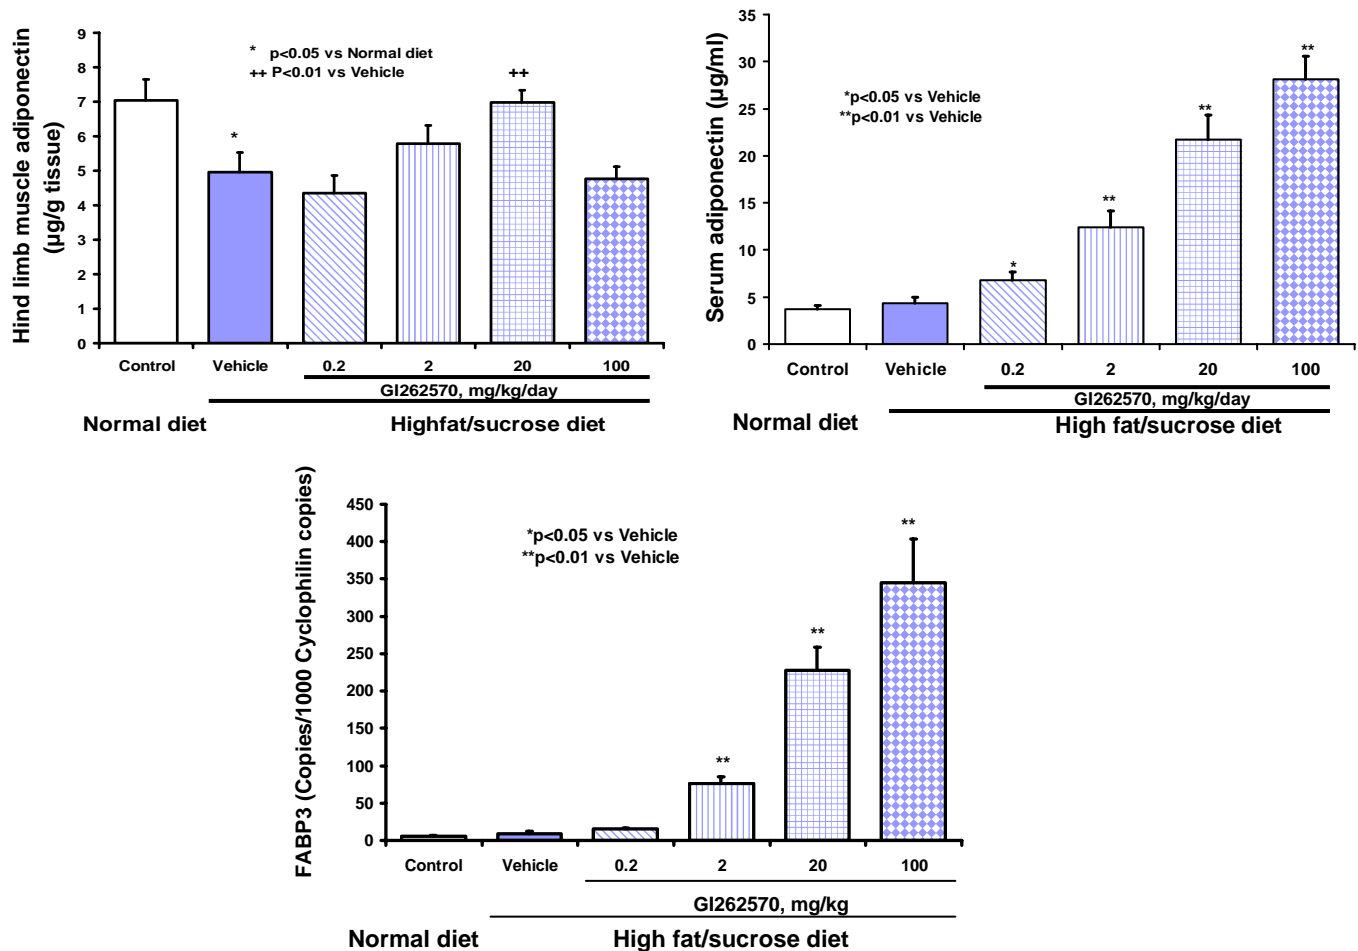 Hind limb muscle adiponectin
(µg/g tissue)
9
8
7
6
5
4
3
2
1
0
* p<0.05 vs Normal diet
++ P<0.01 vs Vehicle
*
++
Control Vehicle 0.2 2 20 100
GI262570, mg/kg/day
Normal diet Highfat/sucrose diet
Serum adiponectin (µg/ml)
35
30
25
20
15
10
5
0
*p<0.05 vs Vehicle
**p<0.01 vs Vehicle
*
**
**
**
Control Vehicle 0.2 2 20 100
GI262570, mg/kg/day
Normal diet High fat/sucrose diet
FABP3 (Copies/1000 Cyclophilin copies)
450
400
350
300
250
200
150
100
50
0
*p<0.05 vs Vehicle
**p<0.01 vs Vehicle
**
**
**
Control Vehicle 0.2 2 20 100
GI262570, mg/kg
Normal diet High fat/sucrose diet